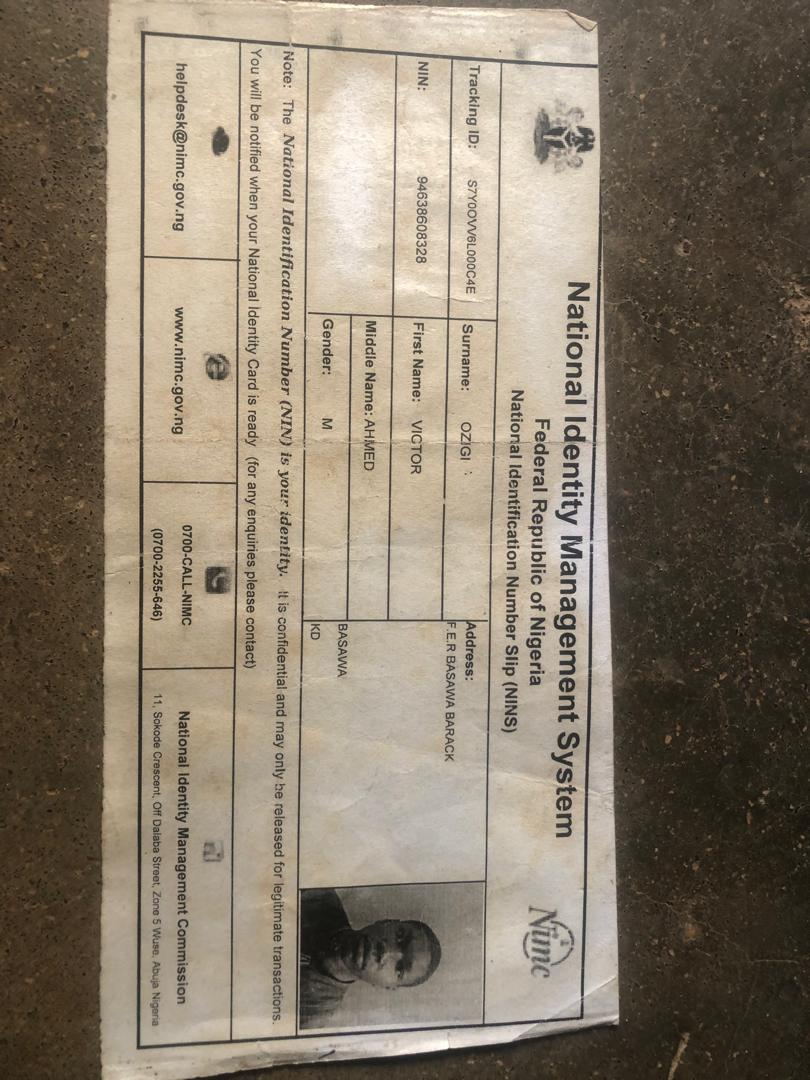 National Identity Management System
Federal Republic of Nigeria
National Identification Number Slip (NINS)
Nimc
Tracking ID: S7Y0OVV6L000C4E
Surname: OZIGI
Address:
F.E.R BASAWA BARACK
NIN: 94638608328
First Name: VICTOR
Middle Name: AHMED
BASAWA
Gender: M
KD
Note: The National Identification Number (NIN) is your identity. It is confidential and may only be released for legitimate transactions.
You will be notified when your National Identity Card is ready (for any enquiries please contact)
helpdesk@nimc.gov.ng
www.nimc.gov.ng
0700-CALL-NIMC
(0700-2255-646)
National Identity Management Commission
11, Sokode Crescent, Off Dalaba Street, Zone 5 Wuse, Abuja Nigeria